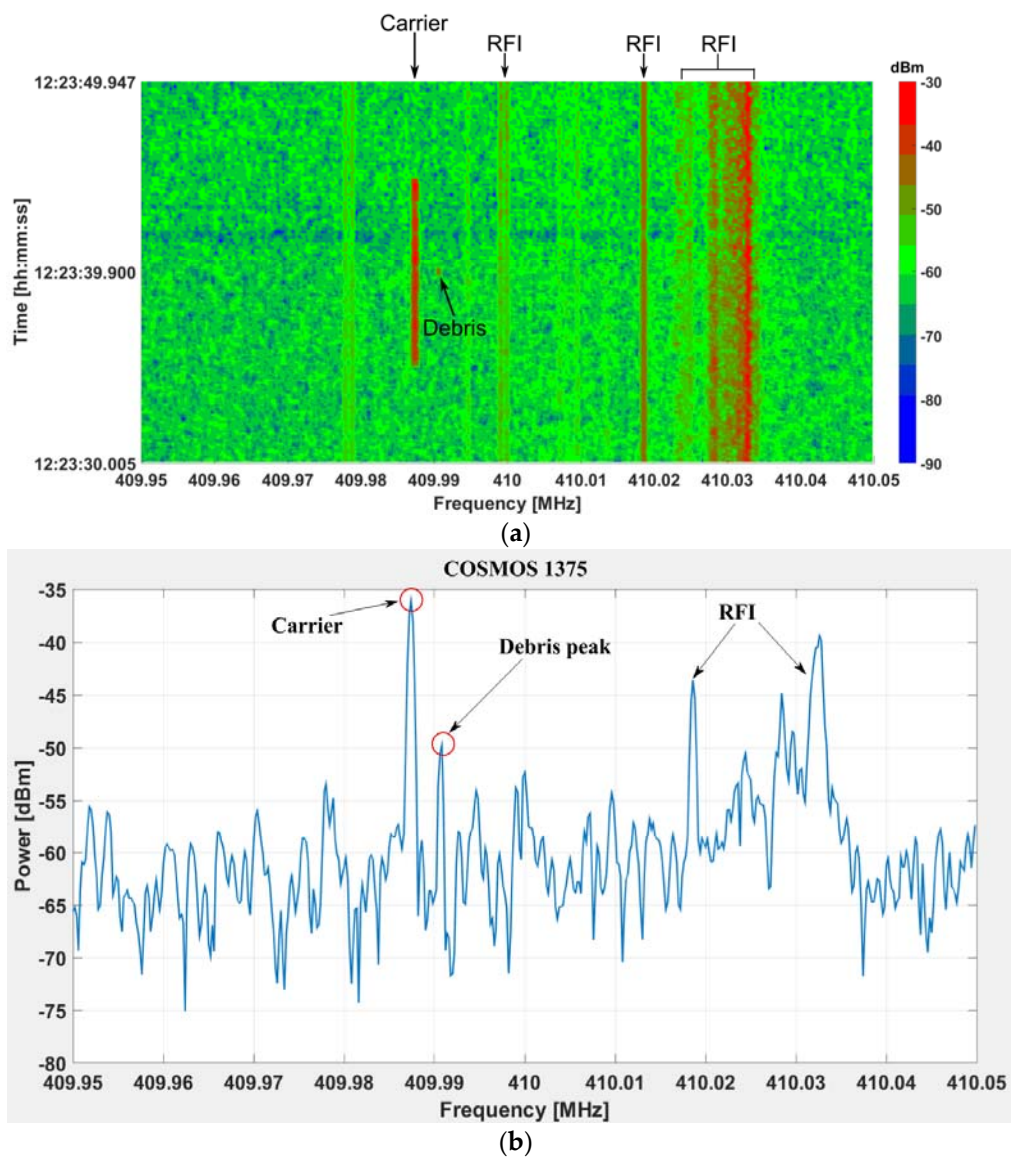 Carrier
RFI
RFI
RFI
dBm
12:23:49.947
12:23:39.900
12:23:30.005
Time [hh:mm:ss]
Debris
-30
-40
-50
-60
-70
-80
-90
409.95 409.96 409.97 409.98 409.99 410 410.01 410.02 410.03 410.04 410.05
Frequency [MHz]
(a)
COSMOS 1375
Carrier
Debris peak
RFI
Power [dBm]
-35
-40
-45
-50
-55
-60
-65
-70
-75
-80
409.95 409.96 409.97 409.98 409.99 410 410.01 410.02 410.03 410.04 410.05
Frequency [MHz]
(b)